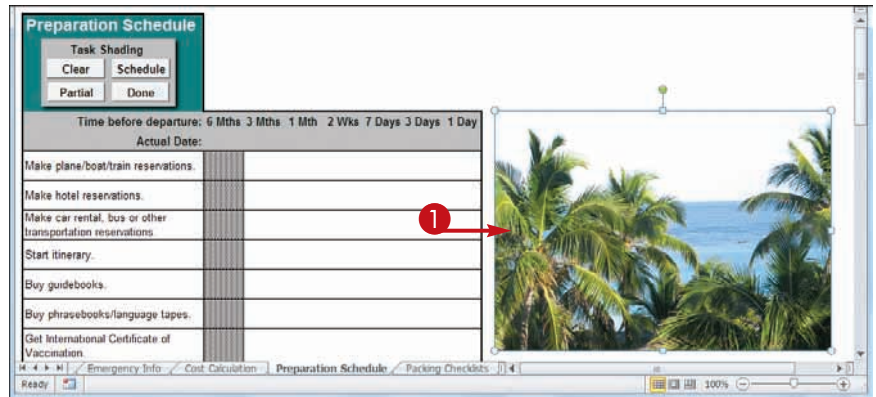 Preparation Schedule
Task Shading
Clear Schedule
Partial Done
Time before departure: 6 Mths 3 Mths 1 Mth 2 Wks 7 Days 3 Days 1 Day
Actual Date:
Make plane/boat/train reservations.
Make hotel reservations.
Make car rental, bus or other
transportation reservations.
1
Start itinerary.
Buy guidebooks.
Buy phrasebooks/language tapes.
Get International Certificate of
Vaccination.
Emergency Info Cost Calculation Preparation Schedule Packing Checklists
Ready 100%